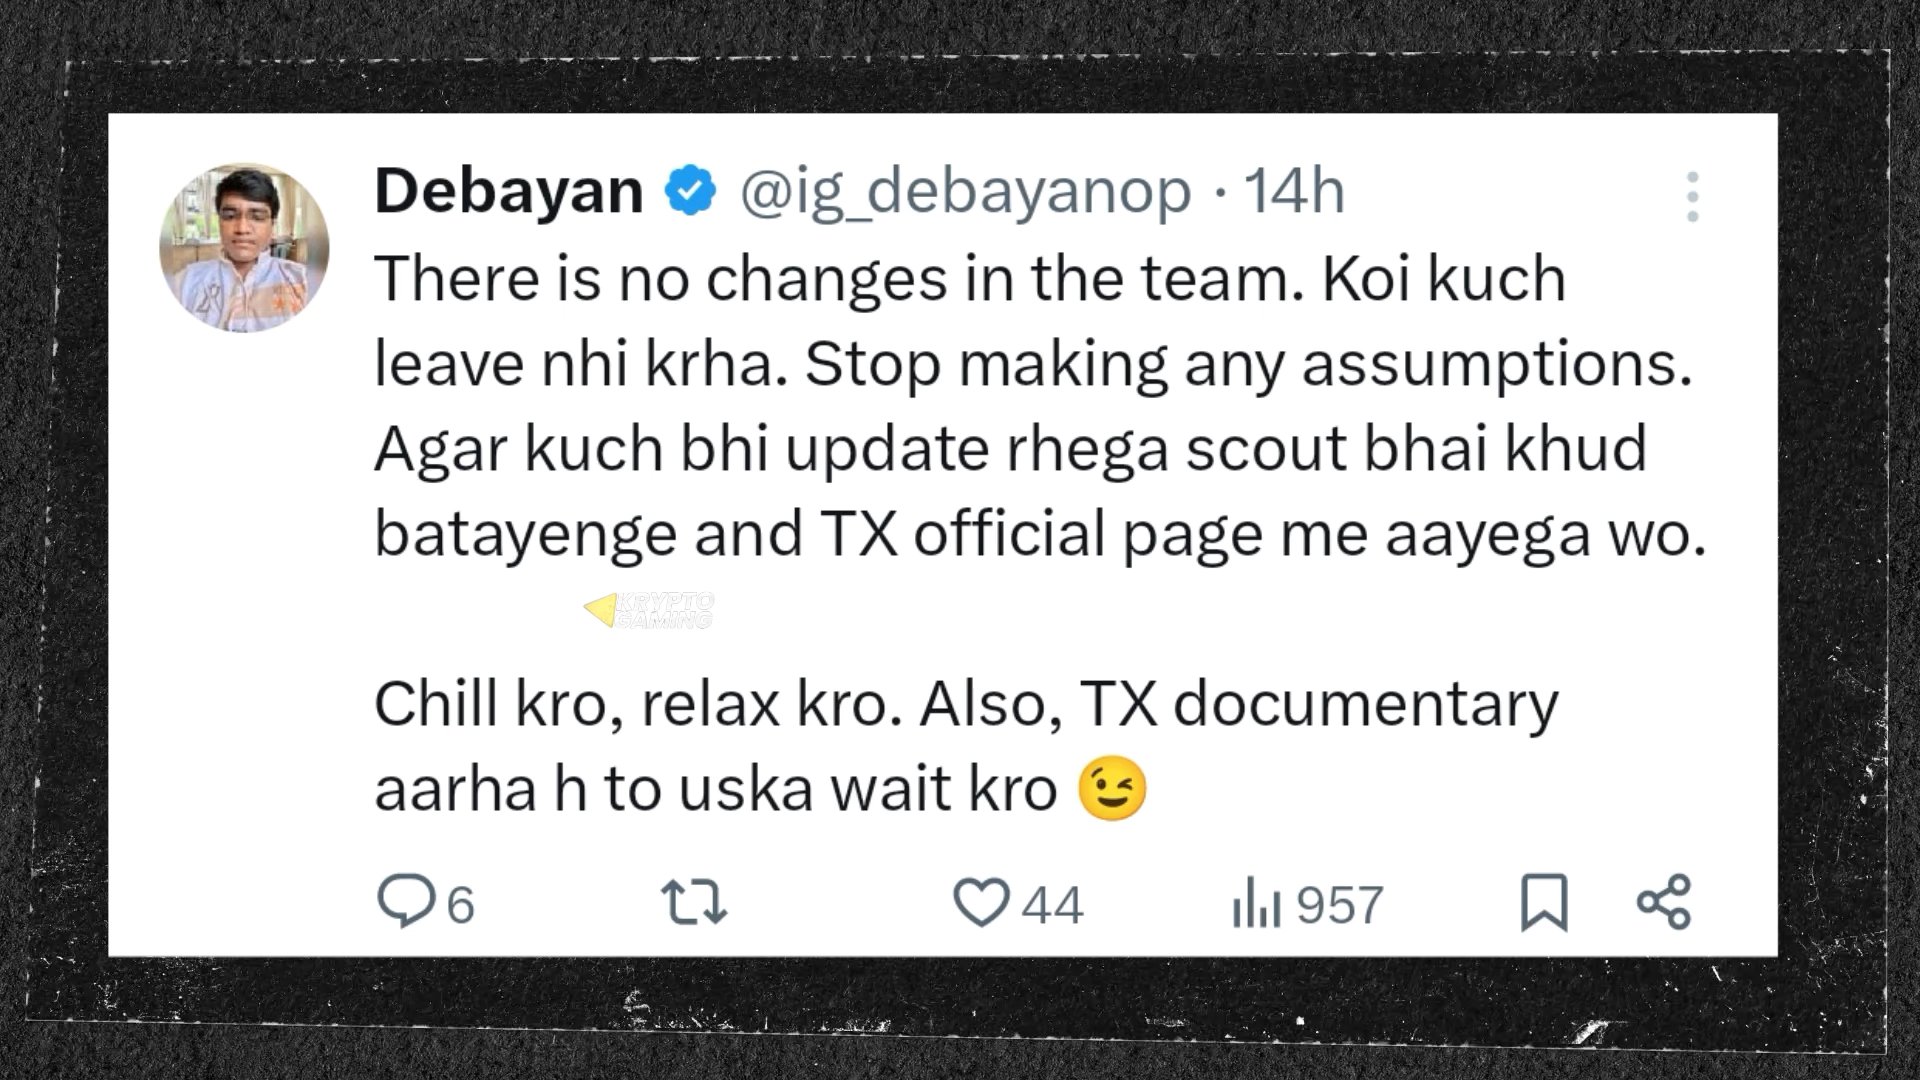 Debayan @ig_debayanop · 14h
There is no changes in the team. Koi kuch
leave nhi krha. Stop making any assumptions.
Agar kuch bhi update rhega scout bhai khud
batayenge and TX official page me aayega wo.
KRYPTO
GAMING
Chill kro, relax kro. Also, TX documentary
aarha h to uska wait kro 😉
6 44 957